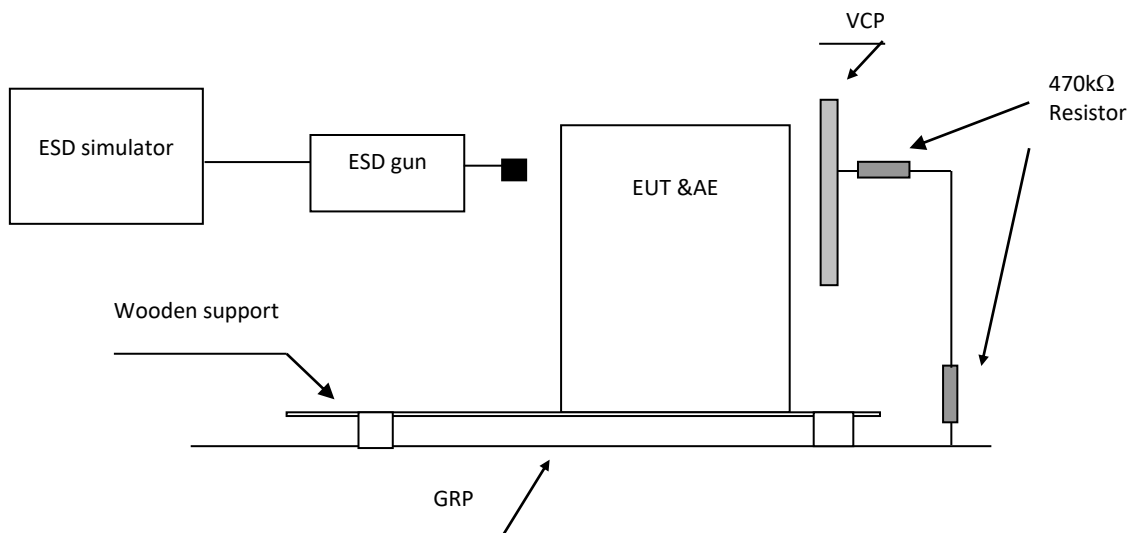 VCP
470kΩ
Resistor
ESD simulator
ESD gun
EUT &AE
Wooden support
GRP